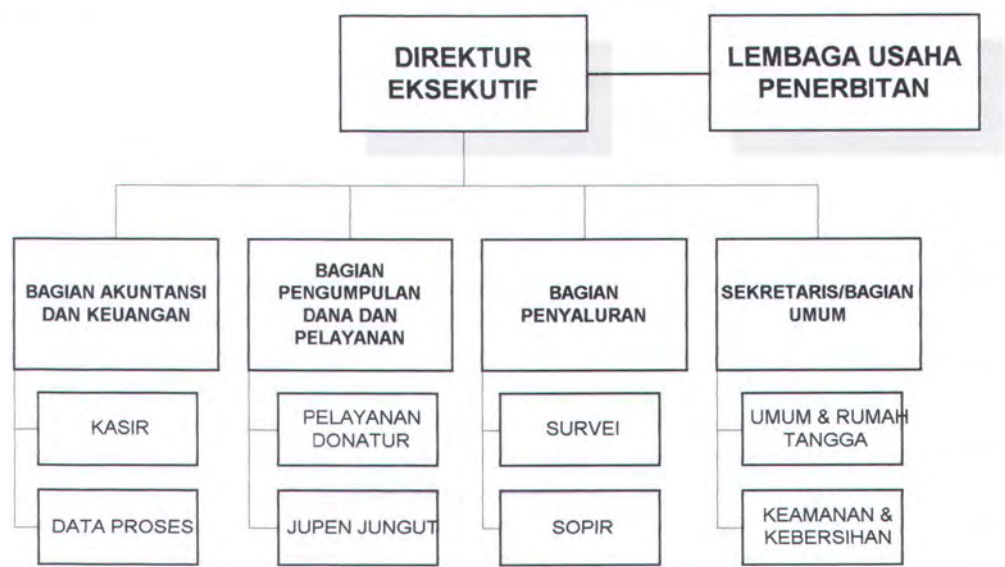 DIREKTUR
EKSEKUTIF
LEMBAGA USAHA
PENERBITAN
BAGIAN AKUNTANSI
DAN KEUANGAN
BAGIAN
PENGUMPULAN
DANA DAN
PELAYANAN
BAGIAN
PENYALURAN
SEKRETARIS/BAGIAN
UMUM
KASIR
PELAYANAN
DONATUR
SURVEI
UMUM & RUMAH
TANGGA
DATA PROSES
JUPEN JUNGUT
SOPIR
KEAMANAN &
KEBERSIHAN